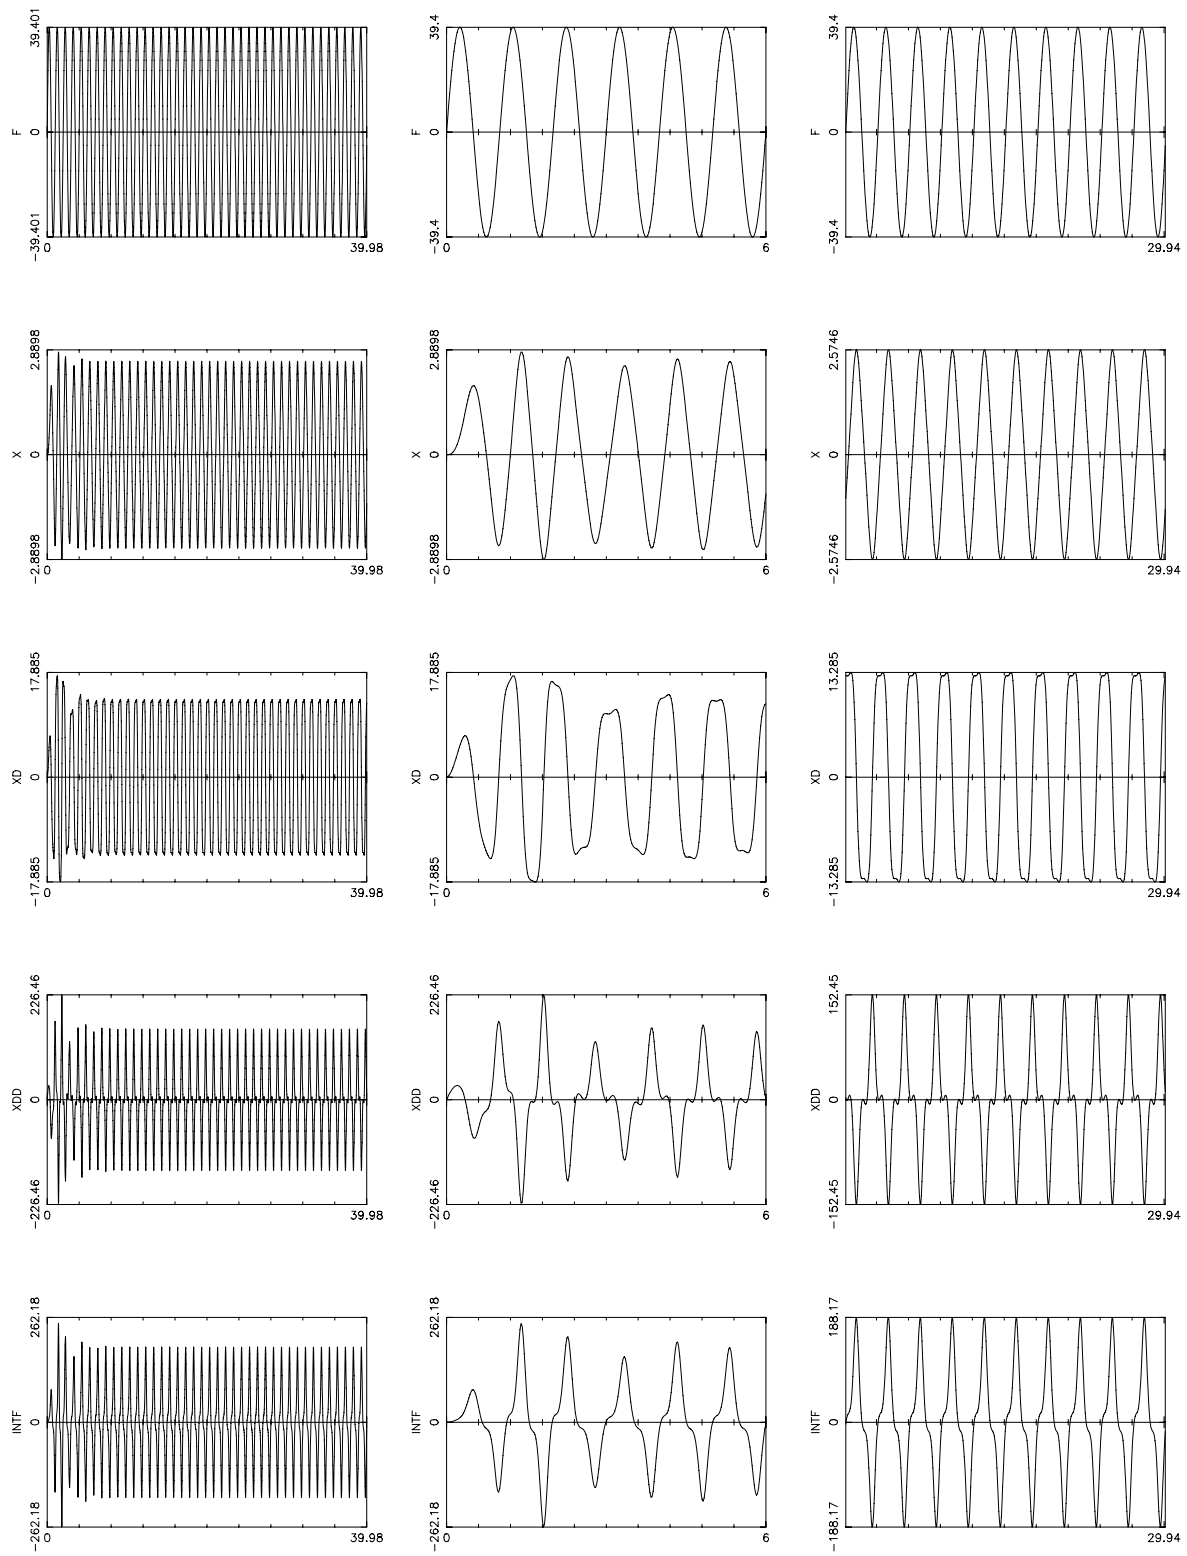 F −39.401 0 39.401
0 39.98
F −39.4 0 39.4
0 6
F −39.4 0 39.4
29.94
X −2.8898 0 2.8898
0 39.98
X −2.8898 0 2.8898
0 6
X −2.5746 0 2.5746
29.94
XD −17.885 0 17.885
0 39.98
XD −17.885 0 17.885
0 6
XD −13.285 0 13.285
29.94
XDD −226.46 0 226.46
0 39.98
XDD −226.46 0 226.46
0 6
XDD −152.45 0 152.45
29.94
INTF −262.18 0 262.18
0 39.98
INTF −262.18 0 262.18
0 6
INTF −188.17 0 188.17
29.94